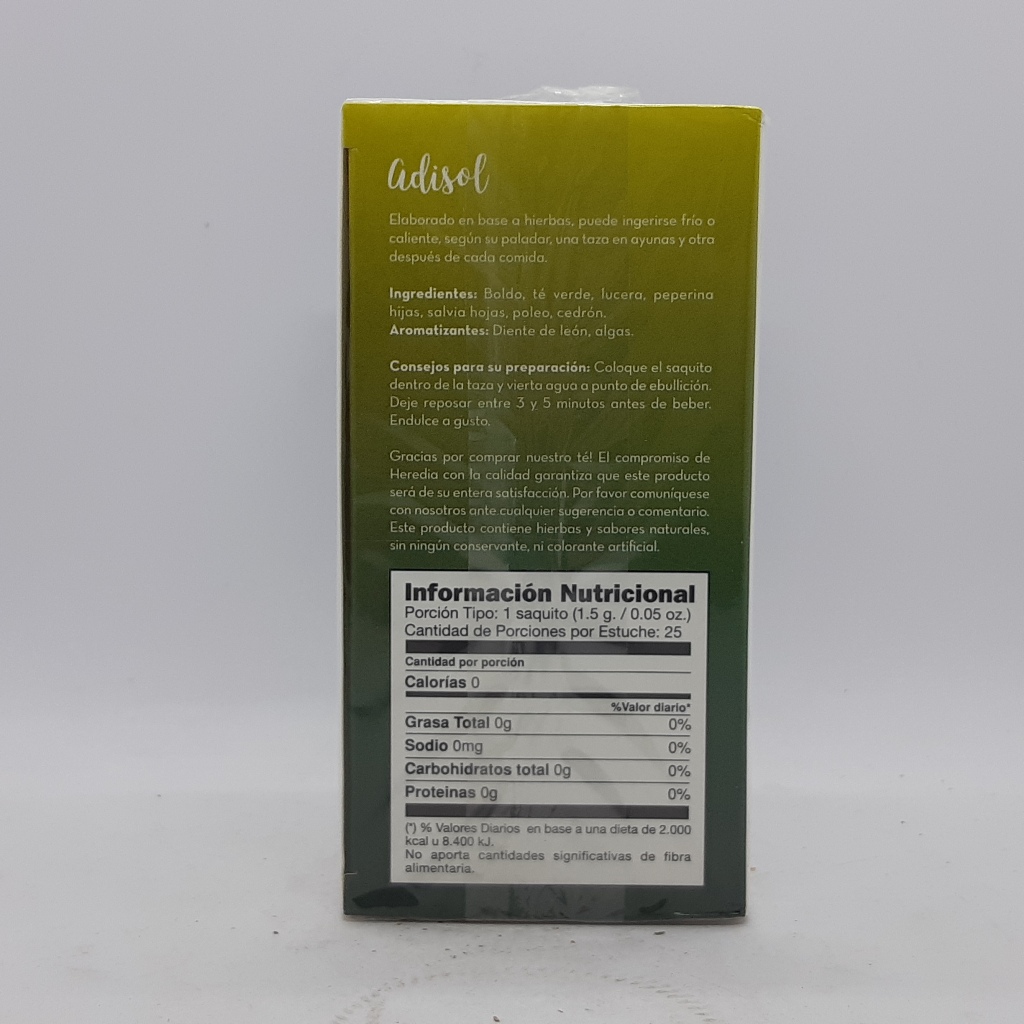 adisol
Elaborado en base a hierbas, puede ingerirse frío o
caliente, según su paladar, una taza en ayunas y otra
después de cada comida.
Ingredientes: Boldo, té verde, lucera, peperina
hijas, salvia hojas, poleo, cedrón.
Aromatizantes: Diente de león, algas.
Consejos para su preparación: Coloque el saquito
dentro de la taza y vierta agua a punto de ebullición.
Deje reposar entre 3 y 5 minutos antes de beber.
Endulce a gusto.
Gracias por comprar nuestro té! El compromiso de
Heredia con la calidad garantiza que este producto
será de su entera satisfacción. Por favor comuníquese
con nosotros ante cualquier sugerencia o comentario.
Este producto contiene hierbas y sabores naturales,
sin ningún conservante, ni colorante artificial.
Información Nutricional
Porción Tipo: 1 saquito (1.5 g. / 0.05 oz.)
Cantidad de Porciones por Estuche: 25
Cantidad por porción
Calorías 0
%Valor diario*
Grasa Total 0g 0%
Sodio 0mg 0%
Carbohidratos total 0g 0%
Proteinas 0g 0%
(*) % Valores Diarios en base a una dieta de 2.000
kcal u 8.400 kJ.
No aporta cantidades significativas de fibra
alimentaria.